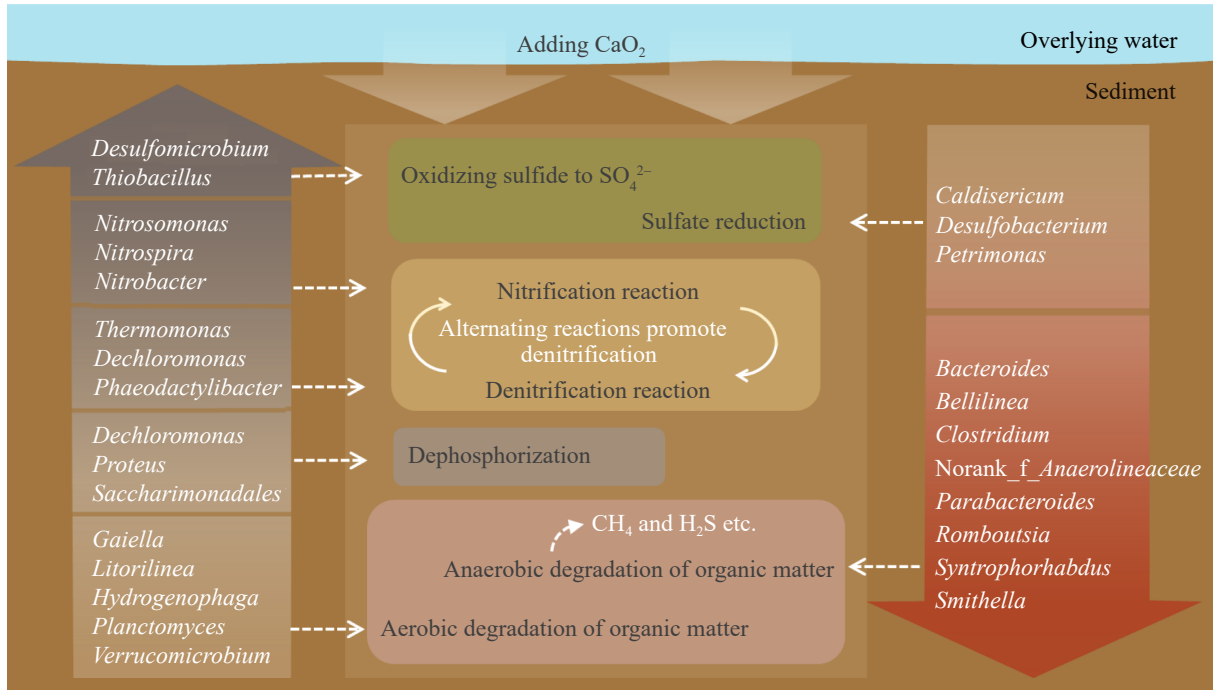 Adding CaO₂
Overlying water
Sediment
Desulfomicrobium
Thiobacillus
Nitrosomonas
Nitrospira
Nitrobacter
Thermomonas
Dechloromonas
Phaeodactylibacter
Dechloromonas
Proteus
Saccharimonadales
Gaiella
Litorilinea
Hydrogenophaga
Planctomyces
Verrucomicrobium
Oxidizing sulfide to SO₄²⁻
Sulfate reduction
Nitrification reaction
Alternating reactions promote
denitrification
Denitrification reaction
Dephosphorization
CH₄ and H₂S etc.
Anaerobic degradation of organic matter
Aerobic degradation of organic matter
Caldisericum
Desulfobacterium
Petrimonas
Bacteroides
Bellilinea
Clostridium
Norank_f_Anaerolineaceae
Parabacteroides
Romboutsia
Syntrophorhabdus
Smithella